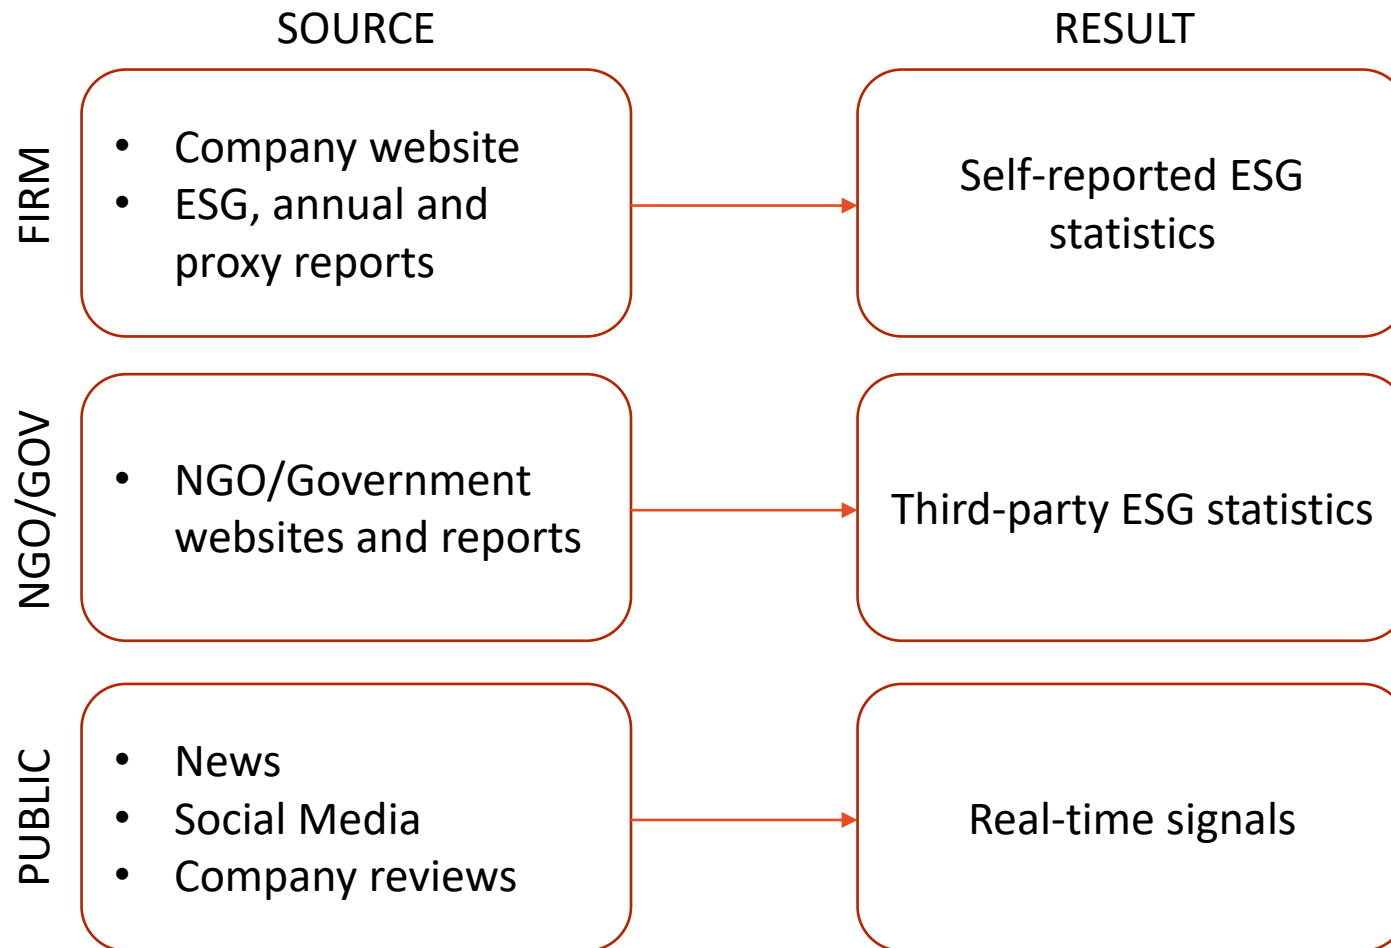 SOURCE
RESULT
FIRM
• Company website
• ESG, annual and
proxy reports
Self-reported ESG
statistics
NGO/GOV
• NGO/Government
websites and reports
Third-party ESG statistics
PUBLIC
• News
• Social Media
• Company reviews
Real-time signals